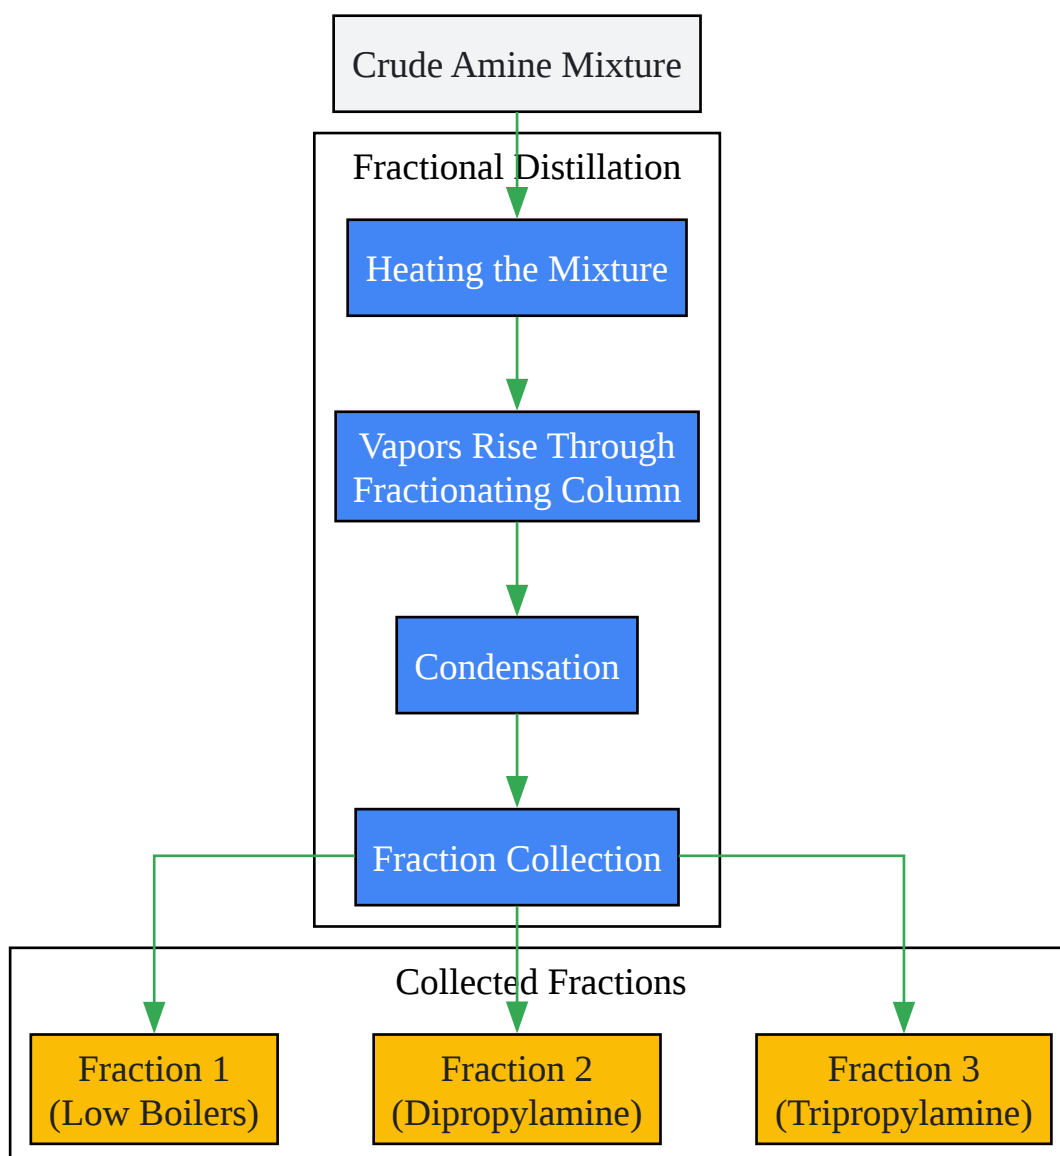 Crude Amine Mixture
Fractional Distillation
Heating the Mixture
Vapors Rise Through
Fractionating Column
Condensation
Fraction Collection
Collected Fractions
Fraction 1
(Low Boilers)
Fraction 2
(Dipropylamine)
Fraction 3
(Tripropylamine)